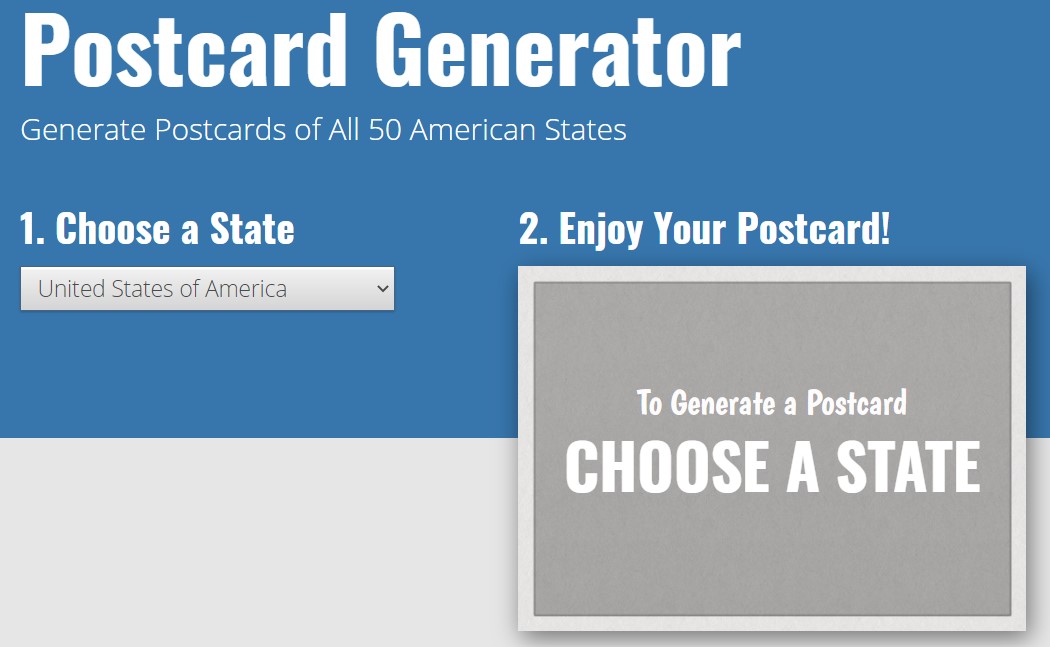 Postcard Generator
Generate Postcards of All 50 American States
1. Choose a State
United States of America
2. Enjoy Your Postcard!
To Generate a Postcard
CHOOSE A STATE